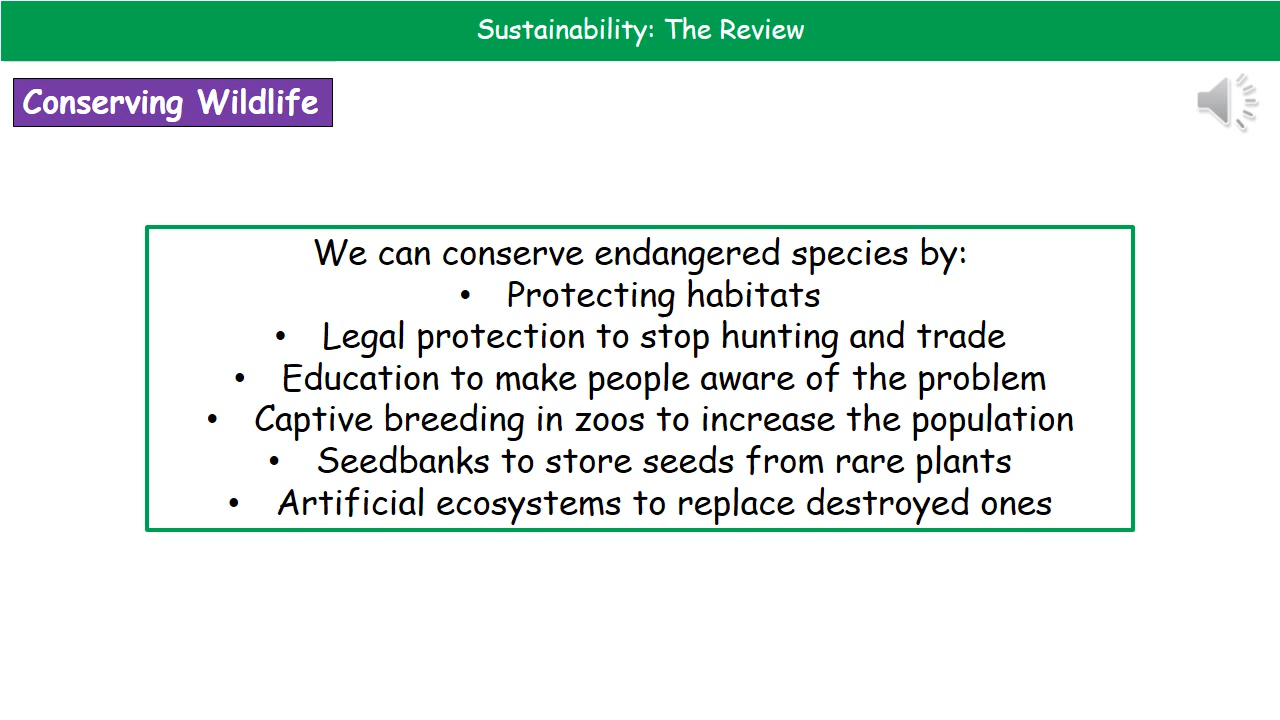 Sustainability: The Review
Conserving Wildlife
We can conserve endangered species by:
• Protecting habitats
• Legal protection to stop hunting and trade
• Education to make people aware of the problem
• Captive breeding in zoos to increase the population
• Seedbanks to store seeds from rare plants
• Artificial ecosystems to replace destroyed ones